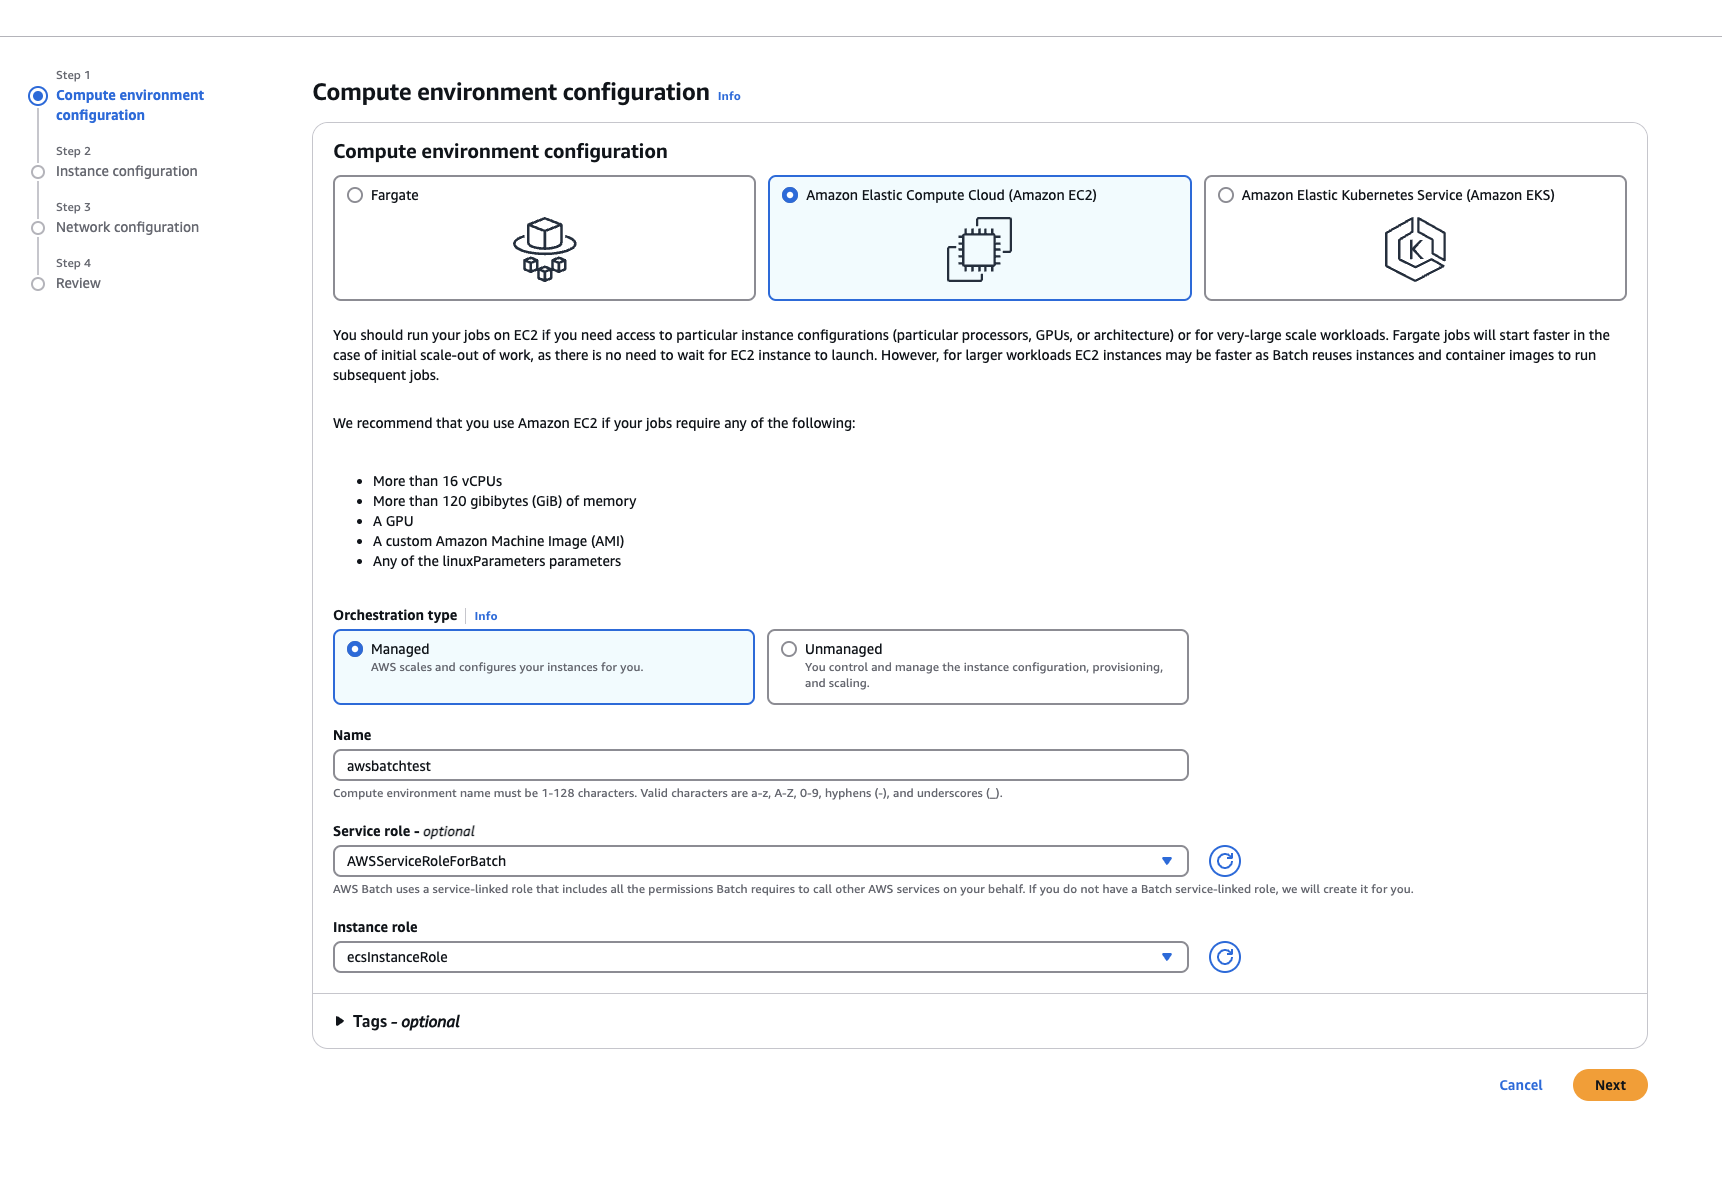 Step 1
Compute environment
configuration
Step 2
Instance configuration
Step 3
Network configuration
Step 4
Review
Compute environment configuration Info
Compute environment configuration
Fargate
Amazon Elastic Compute Cloud (Amazon EC2)
Amazon Elastic Kubernetes Service (Amazon EKS)
K
You should run your jobs on EC2 if you need access to particular instance configurations (particular processors, GPUs, or architecture) or for very-large scale workloads. Fargate jobs will start faster in the
case of initial scale-out of work, as there is no need to wait for EC2 instance to launch. However, for larger workloads EC2 instances may be faster as Batch reuses instances and container images to run
subsequent jobs.
We recommend that you use Amazon EC2 if your jobs require any of the following:
• More than 16 vCPUs
• More than 120 gibibytes (GiB) of memory
• A GPU
• A custom Amazon Machine Image (AMI)
• Any of the linuxParameters parameters
Orchestration type Info
Managed
AWS scales and configures your instances for you.
Unmanaged
You control and manage the instance configuration, provisioning,
and scaling.
Name
awsbatchtest
Compute environment name must be 1-128 characters. Valid characters are a-z, A-Z, 0-9, hyphens (-), and underscores (_).
Service role - optional
AWSServiceRoleForBatch
AWS Batch uses a service-linked role that includes all the permissions Batch requires to call other AWS services on your behalf. If you do not have a Batch service-linked role, we will create it for you.
Instance role
ecsInstanceRole
Tags - optional
Cancel
Next